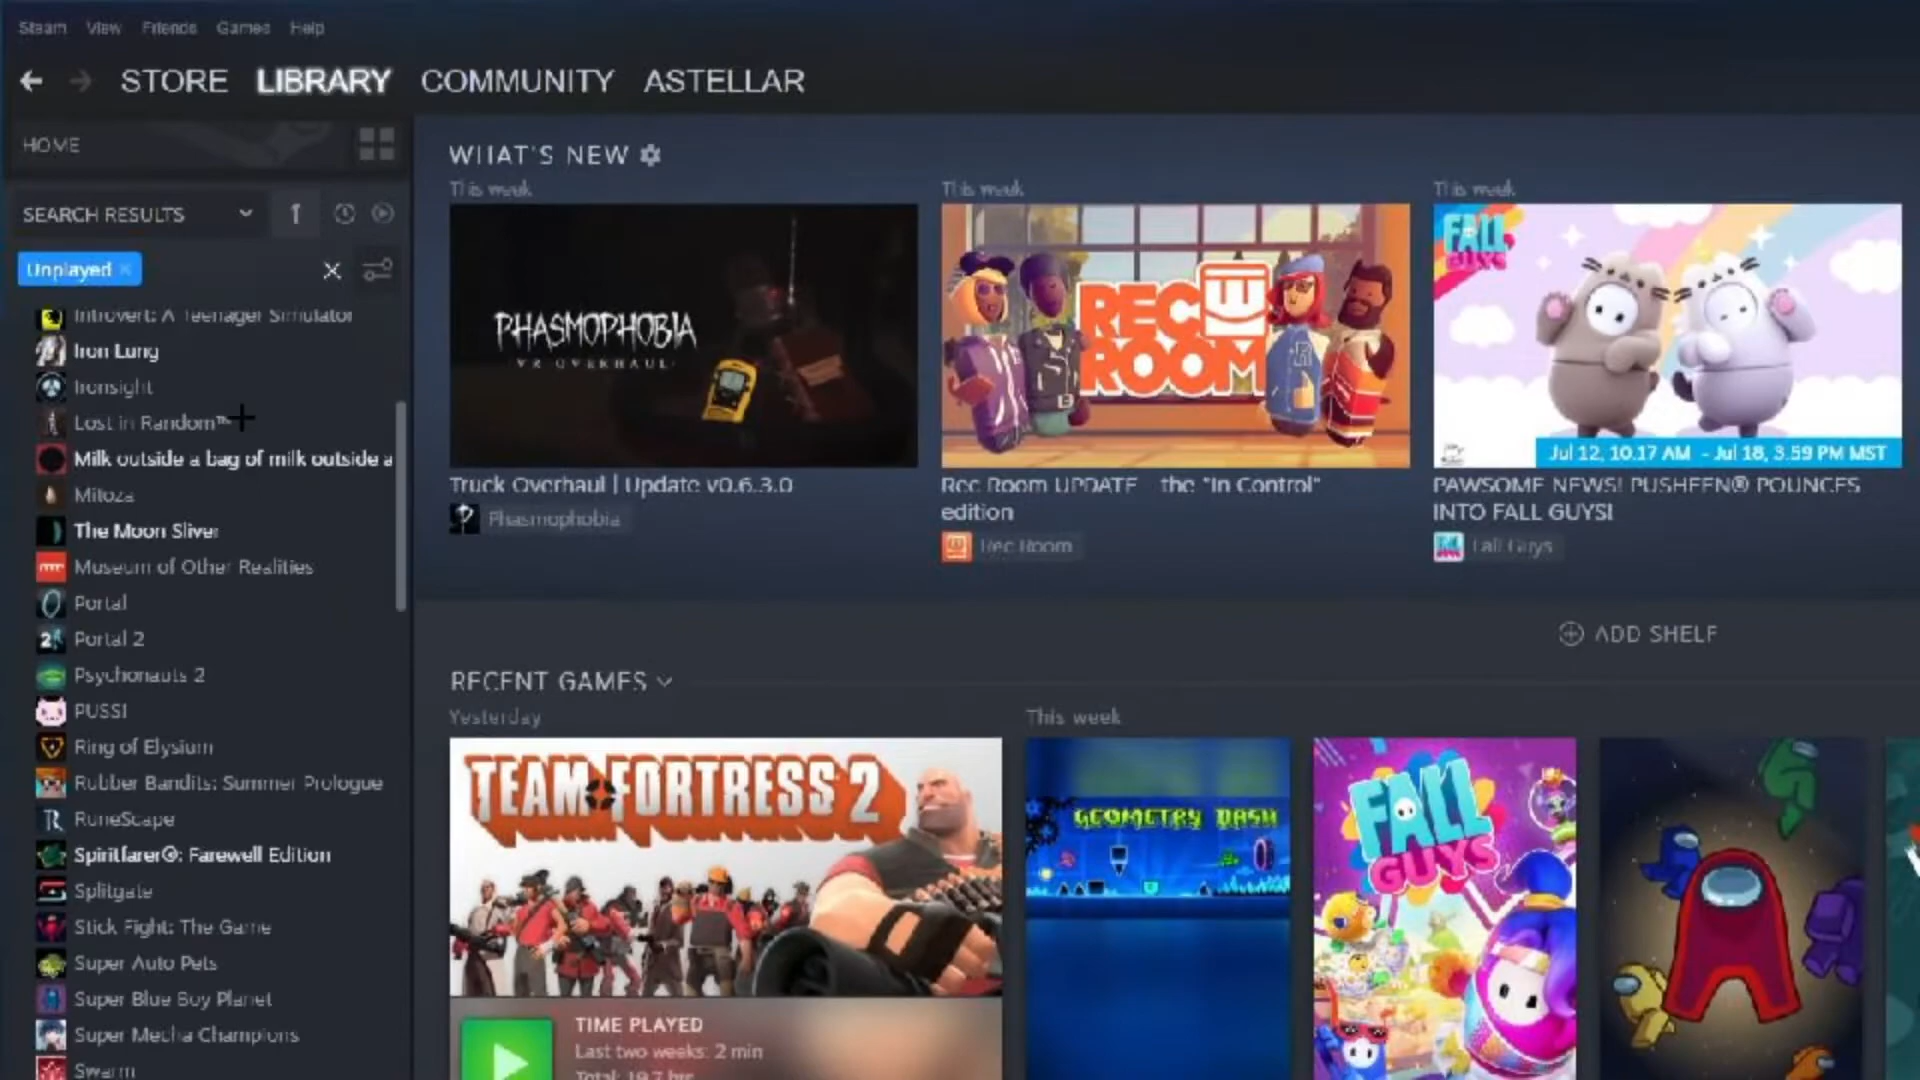 Steam View Friends Games Help
STORE LIBRARY COMMUNITY ASTELLAR
HOME
SEARCH RESULTS
Unplayed
Introvert: A Teenager Simulator
Iron Lung
Ironsight
Lost in Random™
Milk outside a bag of milk outside a
Mitoza
The Moon Sliver
Museum of Other Realities
Portal
Portal 2
Psychonauts 2
PUSS!
Ring of Elysium
Rubber Bandits: Summer Prologue
RuneScape
Spiritfarer®: Farewell Edition
Splitgate
Stick Fight: The Game
Super Auto Pets
Super Blue Boy Planet
Super Mecha Champions
Swarm
WHAT'S NEW
This week
PHASMOPHOBIA
VR OVERHAUL
Truck Overhaul | Update v0.6.3.0
Phasmophobia
This week
REC
ROOM
Rec Room UPDATE – the "In Control"
edition
Rec Room
This week
FALL
GUYS
Jul 12, 10.17 AM - Jul 18, 3.59 PM MST
PAWSOME NEWS! PUSHEEN® POUNCES
INTO FALL GUYS!
Fall Guys
ADD SHELF
RECENT GAMES
Yesterday
TEAM FORTRESS 2
TIME PLAYED
Last two weeks: 2 min
Total: 19.7 hrs
This week
GEOMETRY DASH
FALL
GUYS